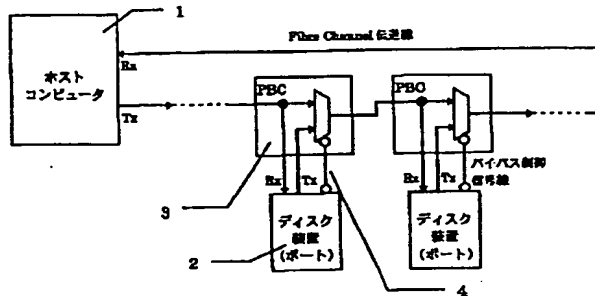 1
Fibre Channel 伝送線
ホスト
コンピュータ
Rx
Tx
PBC
PBC
Rx
Tx
Rx
Tx
バイパス制御
信号線
3
2
ディスク
装置
(ポート)
ディスク
装置
(ポート)
4